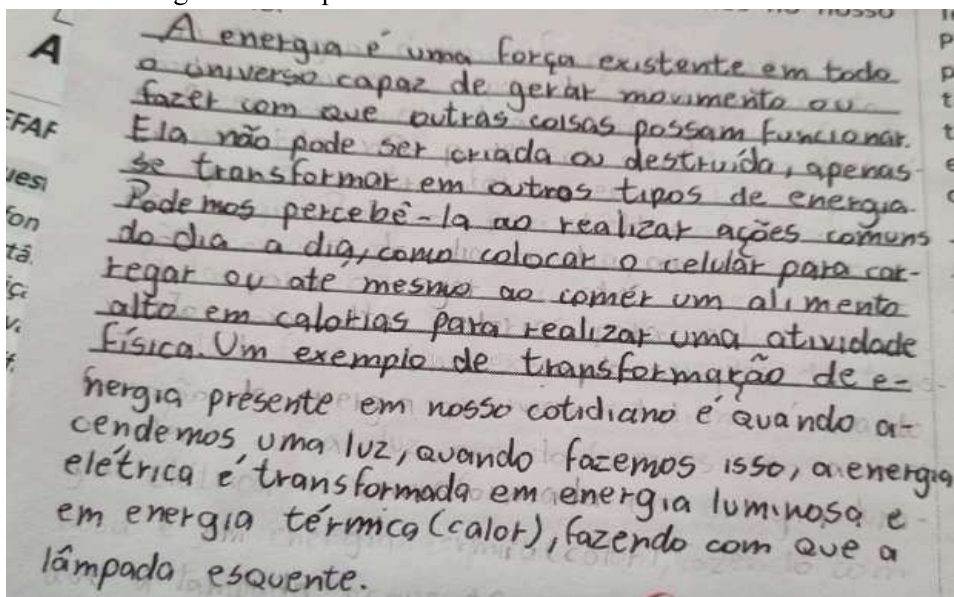 A energia é uma força existente em todo
o universo capaz de gerar movimento ou
fazer com que outras coisas possam funcionar.
Ela não pode ser criada ou destruída, apenas
se transformar em outros tipos de energia.
Podemos percebê-la ao realizar ações comuns
do dia a dia, como colocar o celular para car-
regar ou até mesmo ao comer um alimento
alto em calorias para realizar uma atividade
física. Um exemplo de transformação de e-
nergia presente em nosso cotidiano é quando a-
cendemos uma luz, quando fazemos isso, a energia
elétrica é transformada em energia luminosa e
em energia térmica (calor), fazendo com que a
lâmpada esquente.